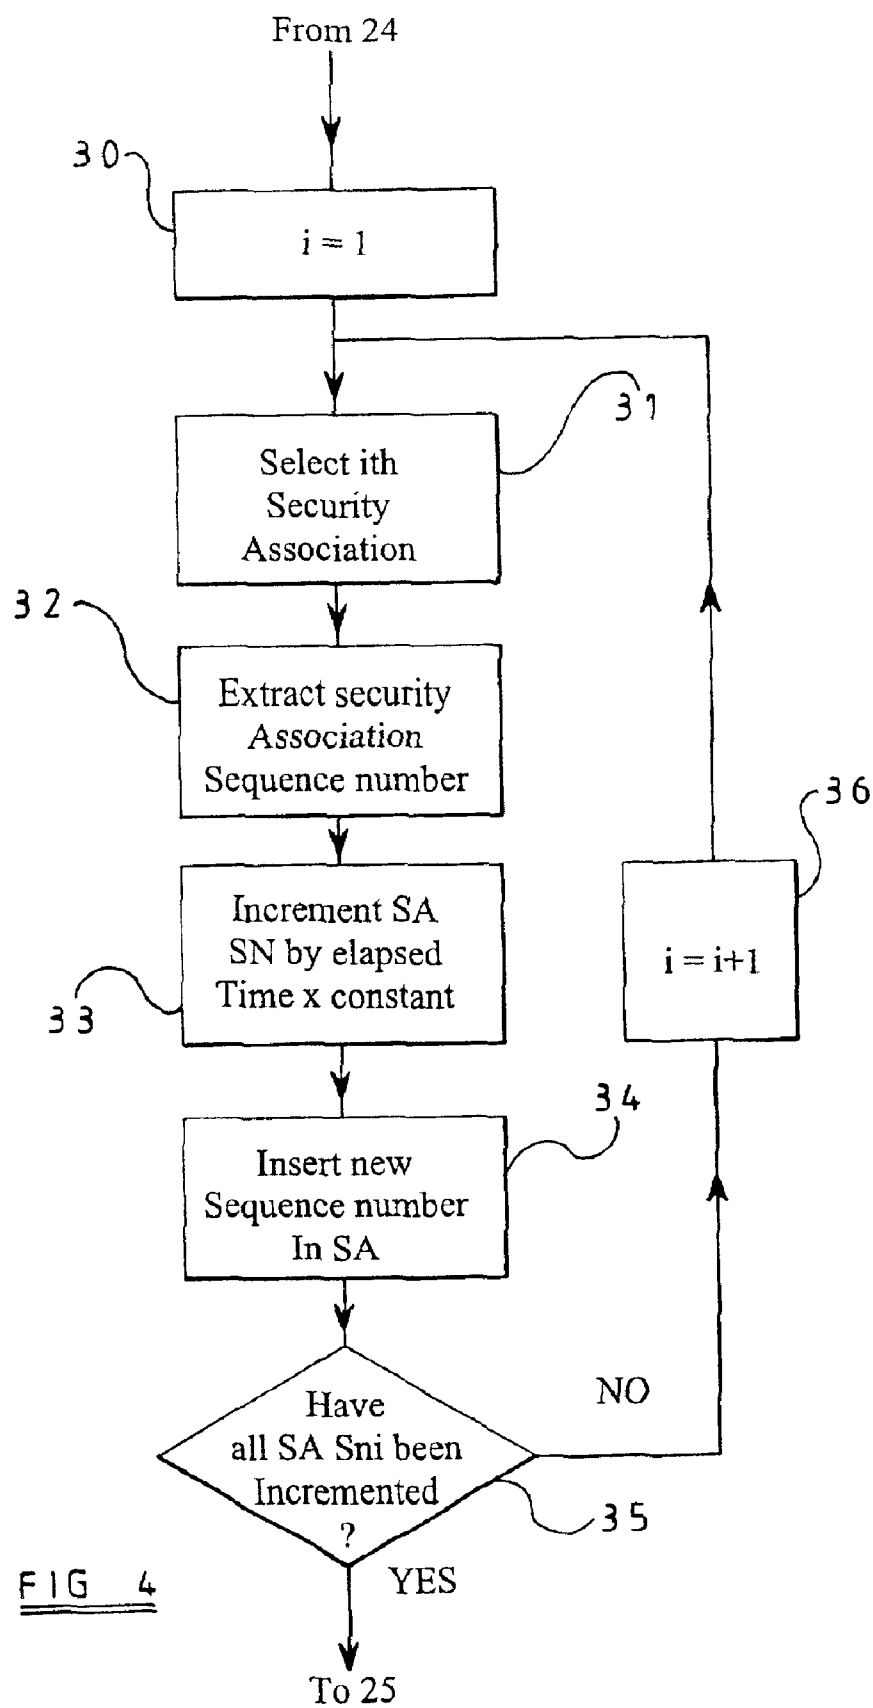 From 24
30
i = 1
31
Select ith
Security
Association
32
Extract security
Association
Sequence number
36
Increment SA
SN by elapsed
Time x constant
i = i+1
33
34
Insert new
Sequence number
In SA
NO
Have
all SA Sni been
Incremented
?
35
YES
FIG 4
To 25